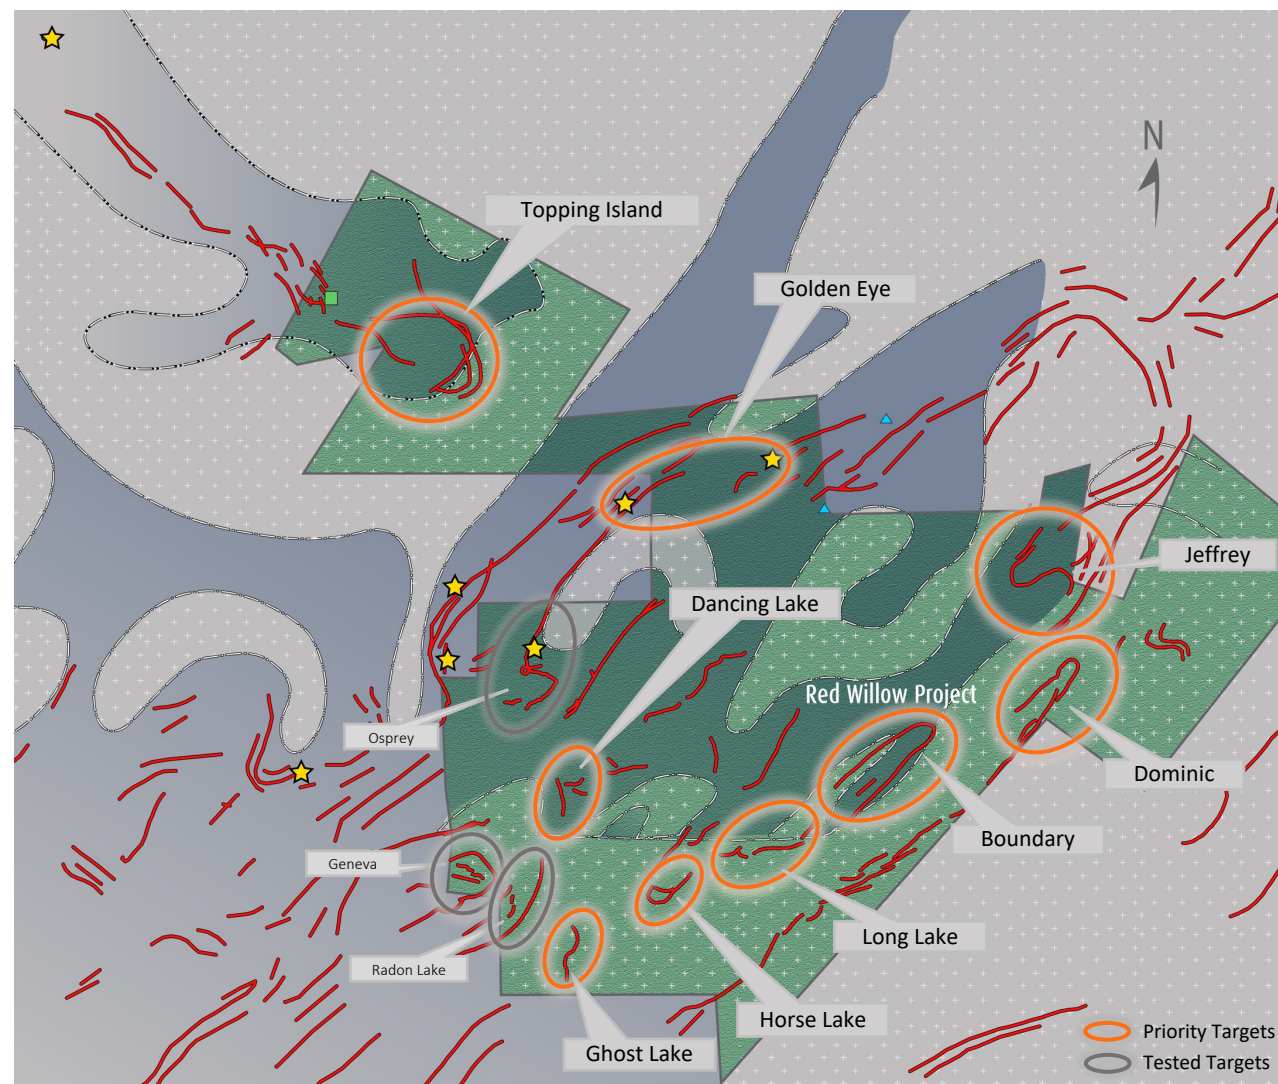 N
Topping Island
Golden Eye
Jeffrey
Dancing Lake
Red Willow Project
Osprey
Dominic
Boundary
Geneva
Long Lake
Radon Lake
Horse Lake
Ghost Lake
Priority Targets
Tested Targets